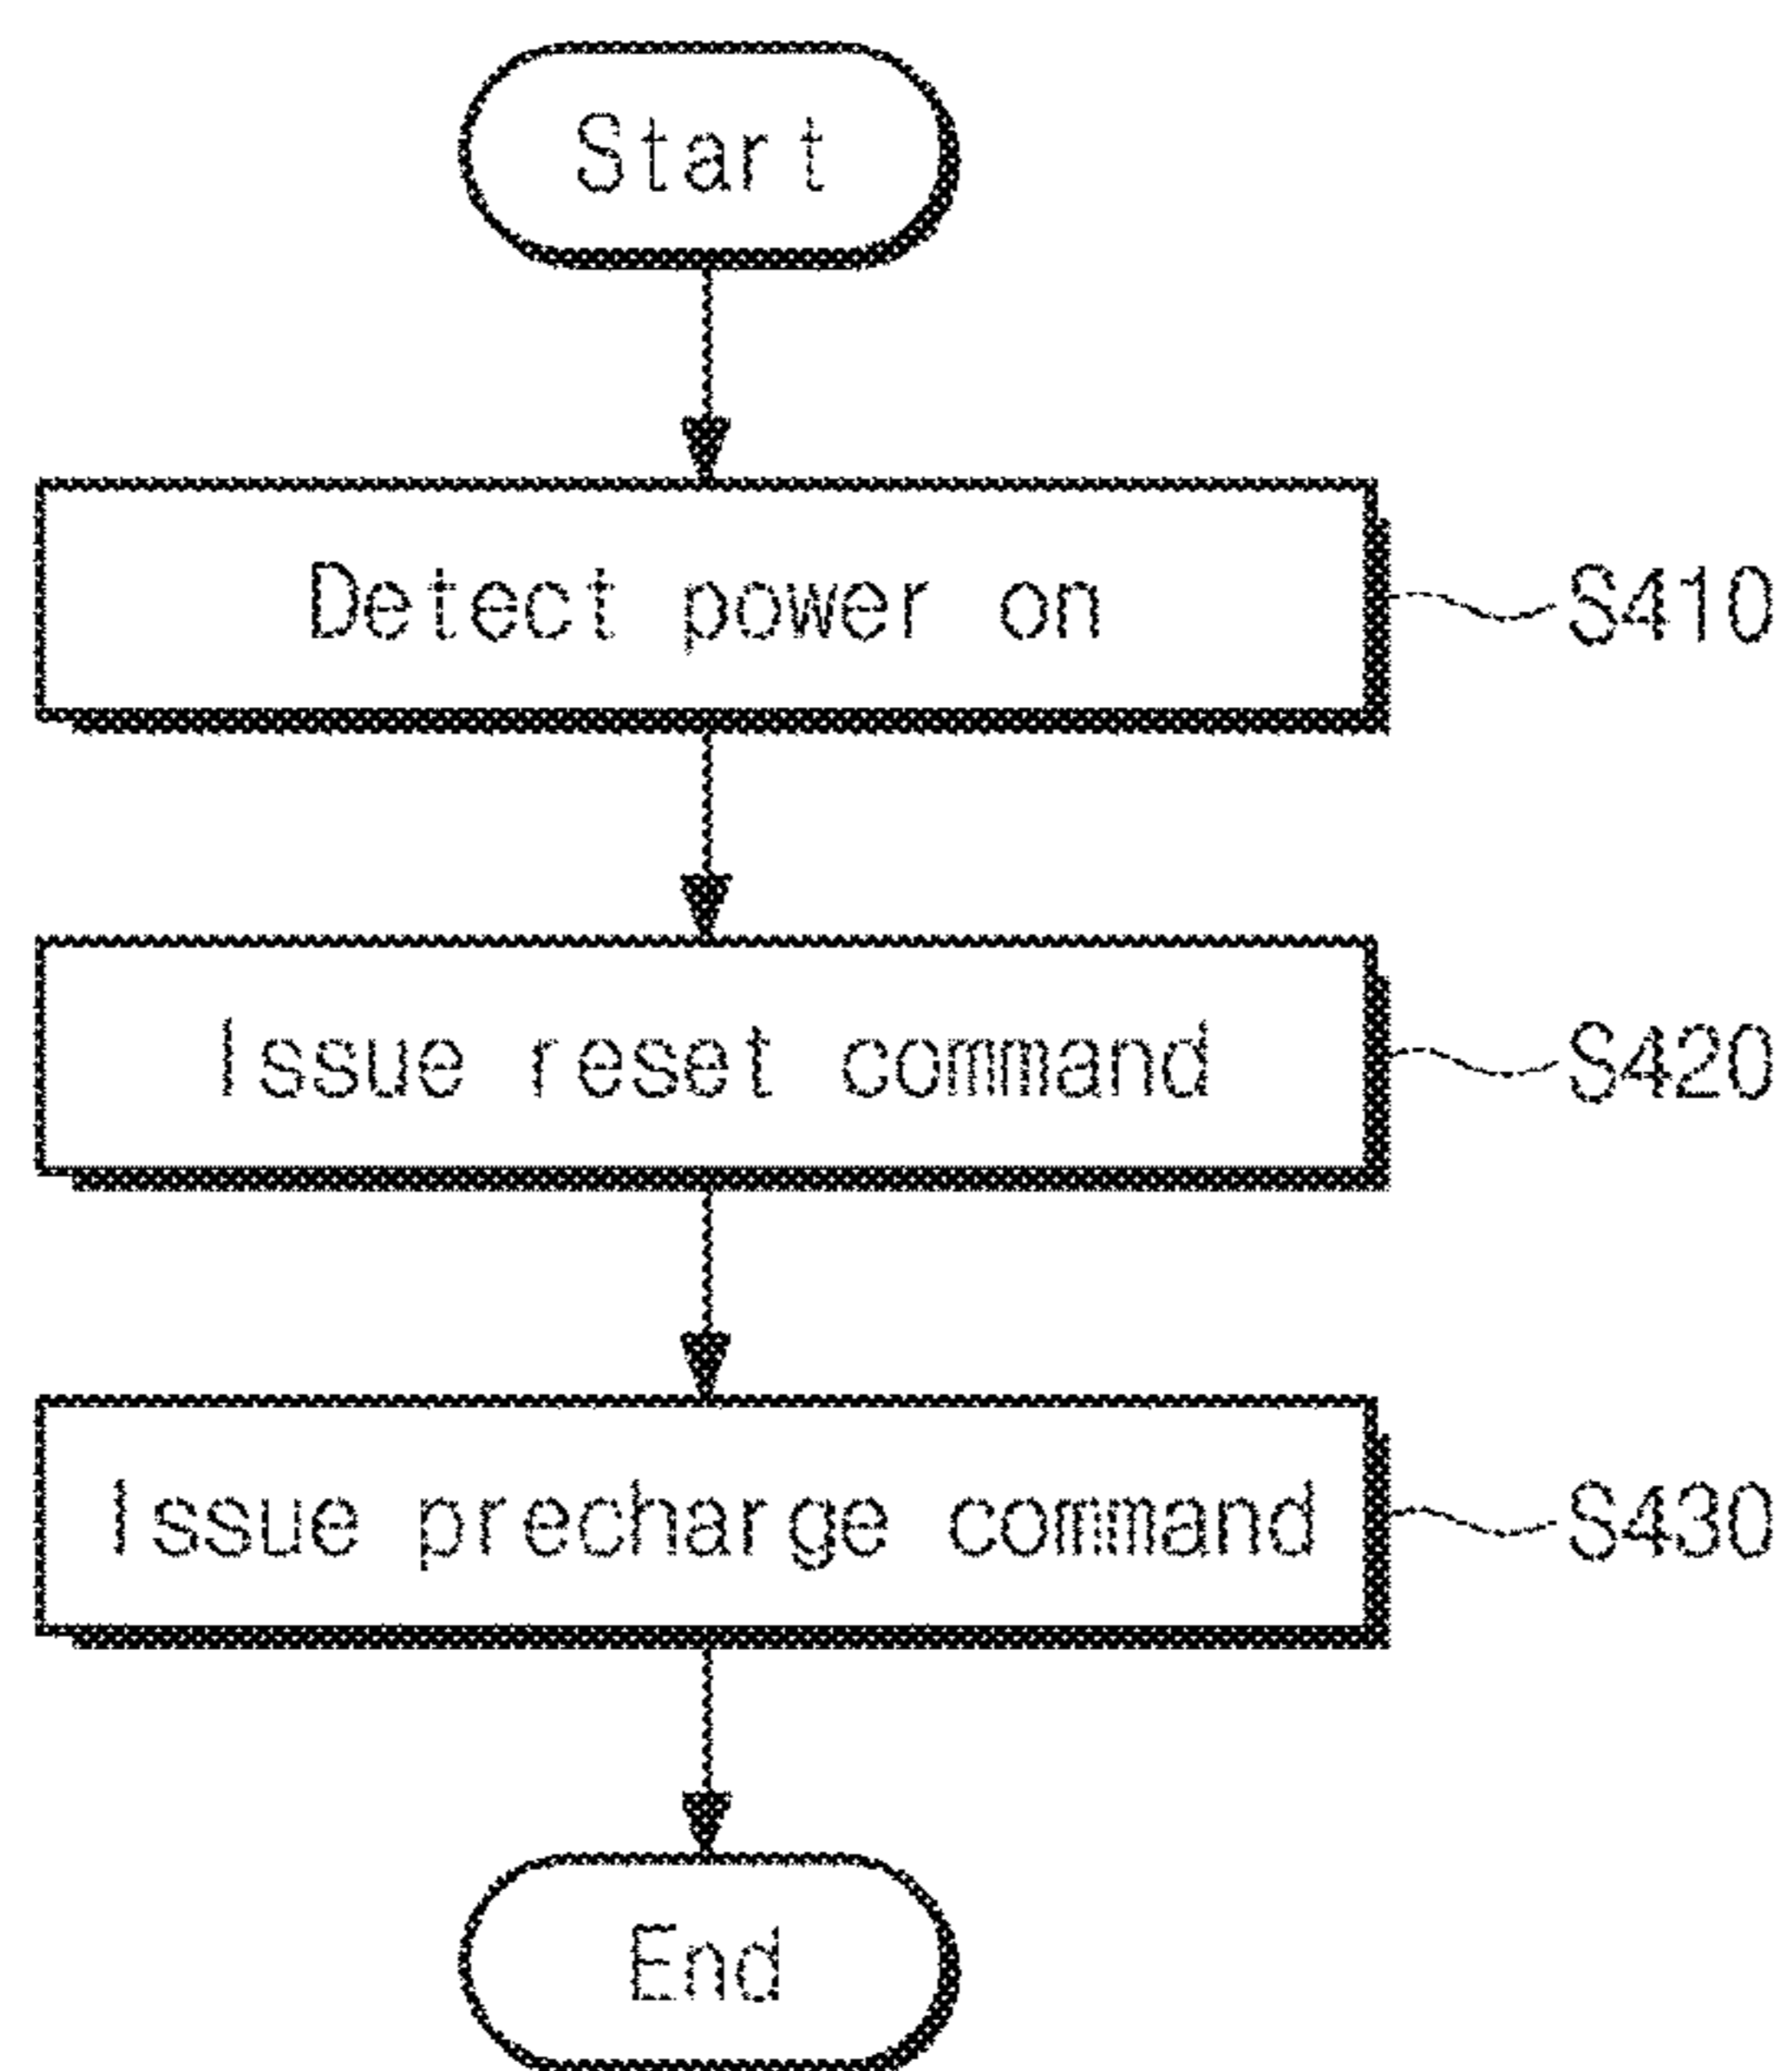 Start
Detect power on
S410
Issue reset command
S420
Issue precharge command
S430
End